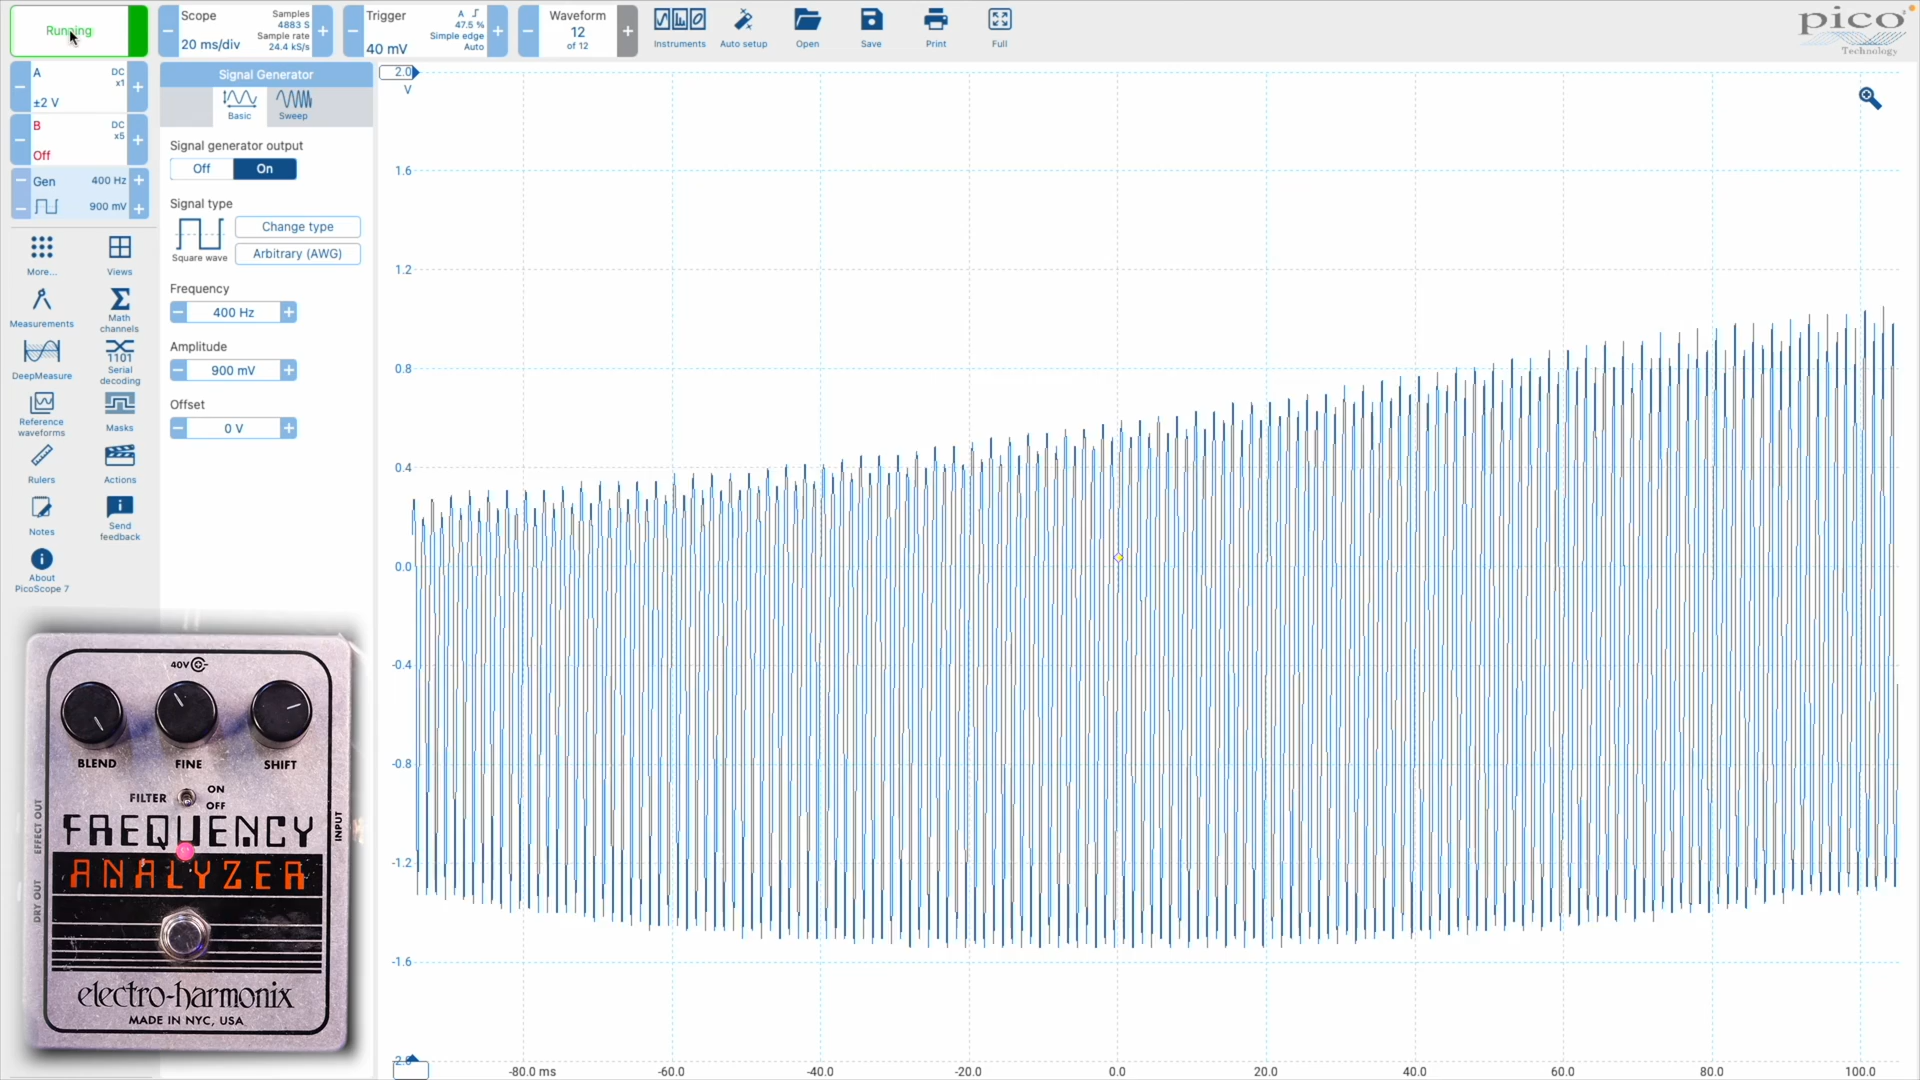 Running
Scope
20 ms/div
Samples
4883 S
Sample rate
24.4 kS/s
Trigger
40 mV
A
47.5 %
Simple edge
Auto
Waveform
12
of 12
Instruments
Auto setup
Open
Save
Print
Full
pico
Technology
A
DC
x1
±2 V
B
DC
x5
Off
Gen
400 Hz
900 mV
More...
Views
Measurements
Math
channels
DeepMeasure
1101
Serial
decoding
Reference
waveforms
Masks
Rulers
Actions
Notes
Send
feedback
About
PicoScope 7
Signal Generator
Basic
Sweep
Signal generator output
Off
On
Signal type
Square wave
Change type
Arbitrary (AWG)
Frequency
400 Hz
Amplitude
900 mV
Offset
0 V
2.0
V
1.6
1.2
0.8
0.4
0.0
-0.4
-0.8
-1.2
-1.6
-80.0 ms
-60.0
-40.0
-20.0
0.0
20.0
40.0
60.0
80.0
100.0
40V
BLEND
FINE
SHIFT
FILTER
ON
OFF
EFFECT OUT
INPUT
DRY OUT
FREQUENCY
ANALYZER
electro-harmonix
MADE IN NYC, USA